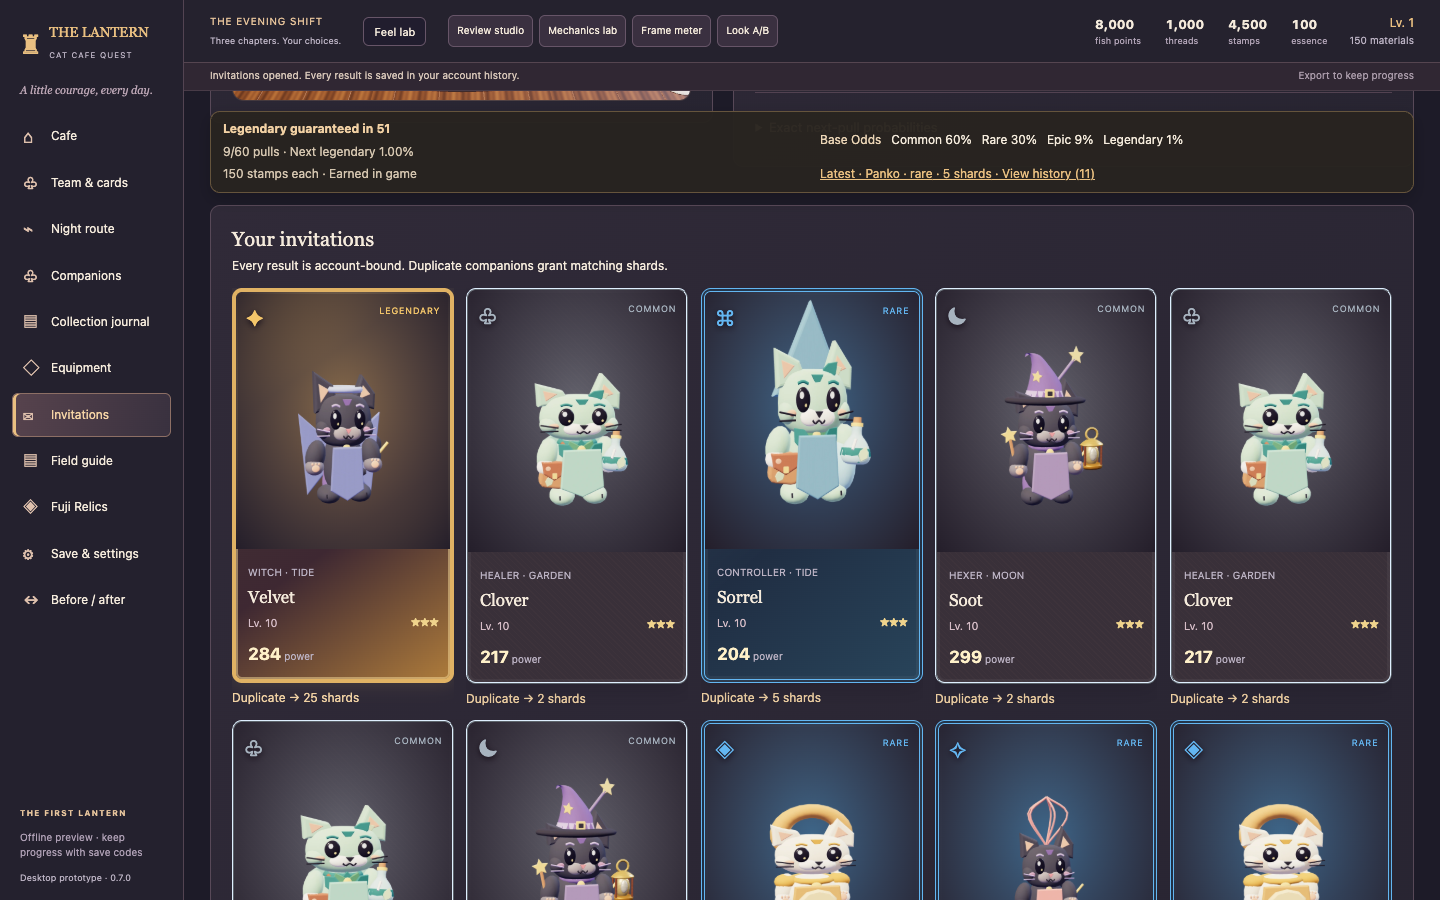 THE LANTERN
CAT CAFE QUEST
A little courage, every day.
Cafe
Team & cards
Night route
Companions
Collection journal
Equipment
Invitations
Field guide
Fuji Relics
Save & settings
Before / after
THE FIRST LANTERN
Offline preview · keep
progress with save codes
Desktop prototype · 0.7.0
THE EVENING SHIFT
Three chapters. Your choices.
Feel lab
Review studio
Mechanics lab
Frame meter
Look A/B
8,000 fish points
1,000 threads
4,500 stamps
100 essence
Lv. 1
150 materials
Invitations opened. Every result is saved in your account history.
Export to keep progress
Legendary guaranteed in 51
9/60 pulls · Next legendary 1.00%
150 stamps each · Earned in game
Exact next-pull probabilities
Base Odds Common 60% Rare 30% Epic 9% Legendary 1%
Latest · Panko · rare · 5 shards · View history (11)
Your invitations
Every result is account-bound. Duplicate companions grant matching shards.
LEGENDARY
WITCH · TIDE
Velvet
Lv. 10
284 power
Duplicate → 25 shards
COMMON
HEALER · GARDEN
Clover
Lv. 10
217 power
Duplicate → 2 shards
RARE
CONTROLLER · TIDE
Sorrel
Lv. 10
204 power
Duplicate → 5 shards
COMMON
HEXER · MOON
Soot
Lv. 10
299 power
Duplicate → 2 shards
COMMON
HEALER · GARDEN
Clover
Lv. 10
217 power
Duplicate → 2 shards
COMMON
COMMON
RARE
RARE
RARE